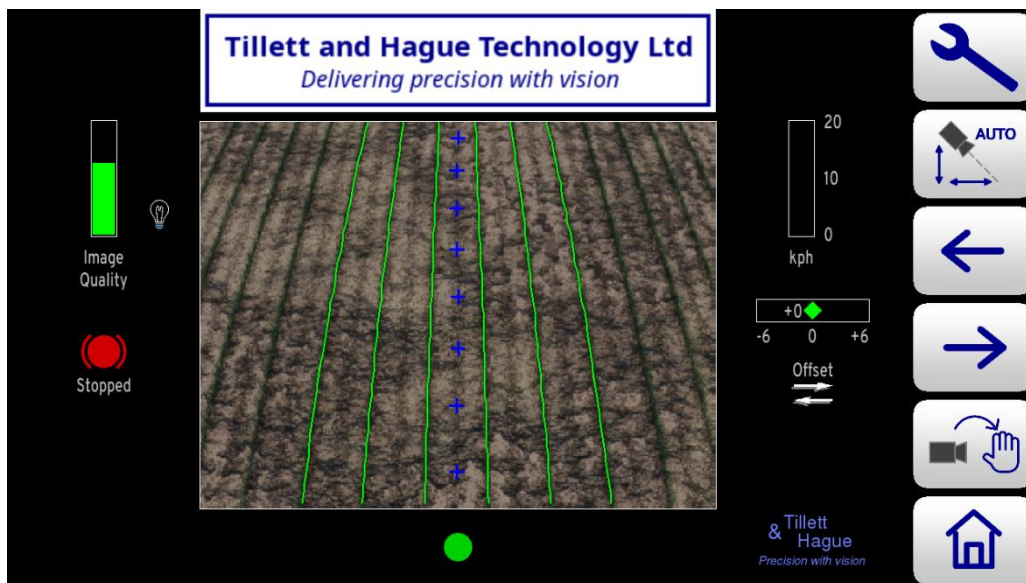 Tillett and Hague Technology Ltd
Delivering precision with vision
Image
Quality
Stopped
20
10
0
kph
+0
-6 0 +6
Offset
AUTO
& Tillett
Hague
Precision with vision